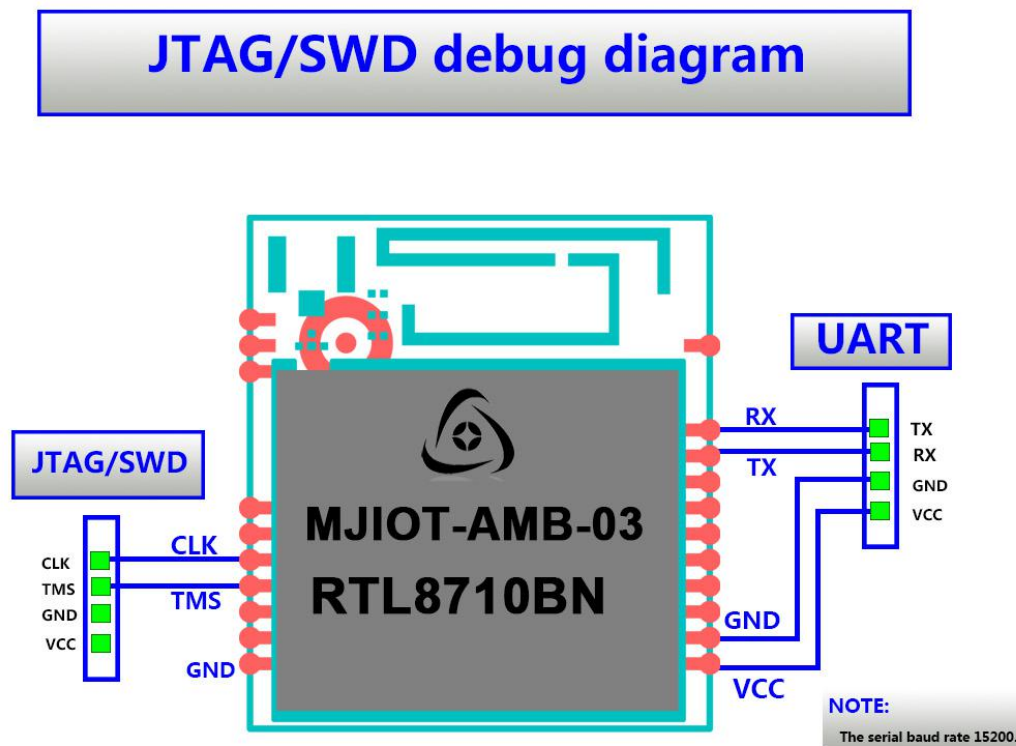 JTAG/SWD debug diagram
UART
RX
TX
TX
RX
GND
VCC
JTAG/SWD
CLK
TMS
GND
VCC
CLK
TMS
GND
MJIOT-AMB-03
RTL8710BN
GND
VCC
NOTE:
The serial baud rate 15200.